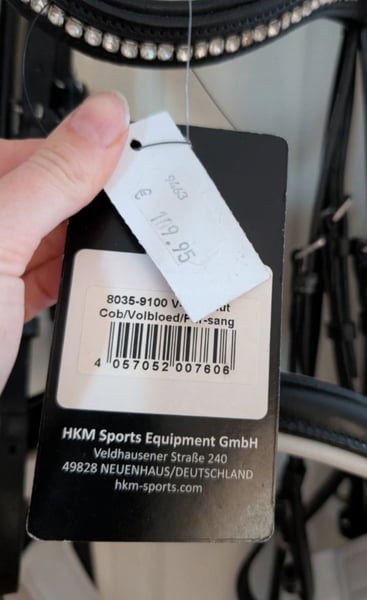 9463
€ 119.95
8035-9100
Cob/Volbloed/
4 057052 007606
HKM Sports Equipment GmbH
Veldhausener Straße 240
49828 NEUENHAUS/DEUTSCHLAND
hkm-sports.com